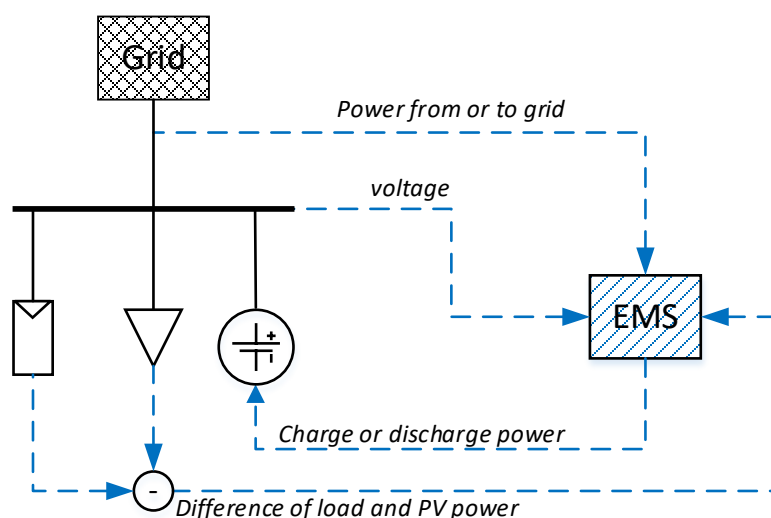 Grid
Power from or to grid
voltage
EMS
Charge or discharge power
-
Difference of load and PV power